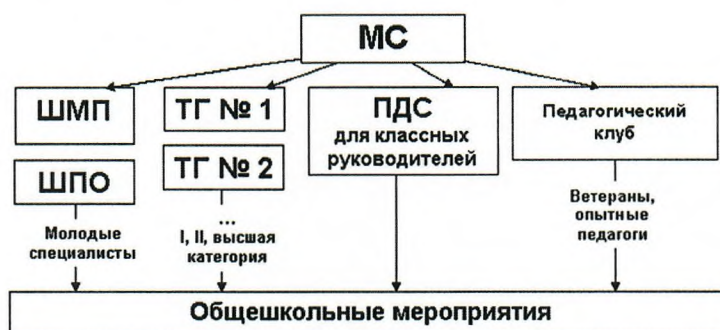 МС
ШМП
ШПО
Молодые
специалисты
ТГ № 1
ТГ № 2
...
I, II, высшая
категория
ПДС
для классных
руководителей
Педагогический
клуб
Ветераны,
опытные
педагоги
Общешкольные мероприятия